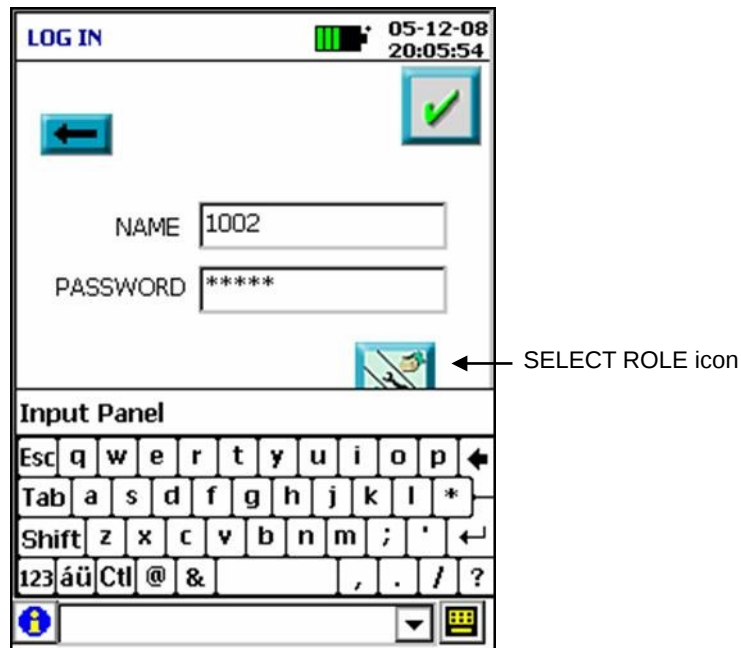 LOG IN
05-12-08
20:05:54
NAME 1002
PASSWORD *****
SELECT ROLE icon
Input Panel
Esc q w e r t y u i o p
Tab a s d f g h j k l *
Shift z x c v b n m ; '
123 áü Ctl @ & , . / ?